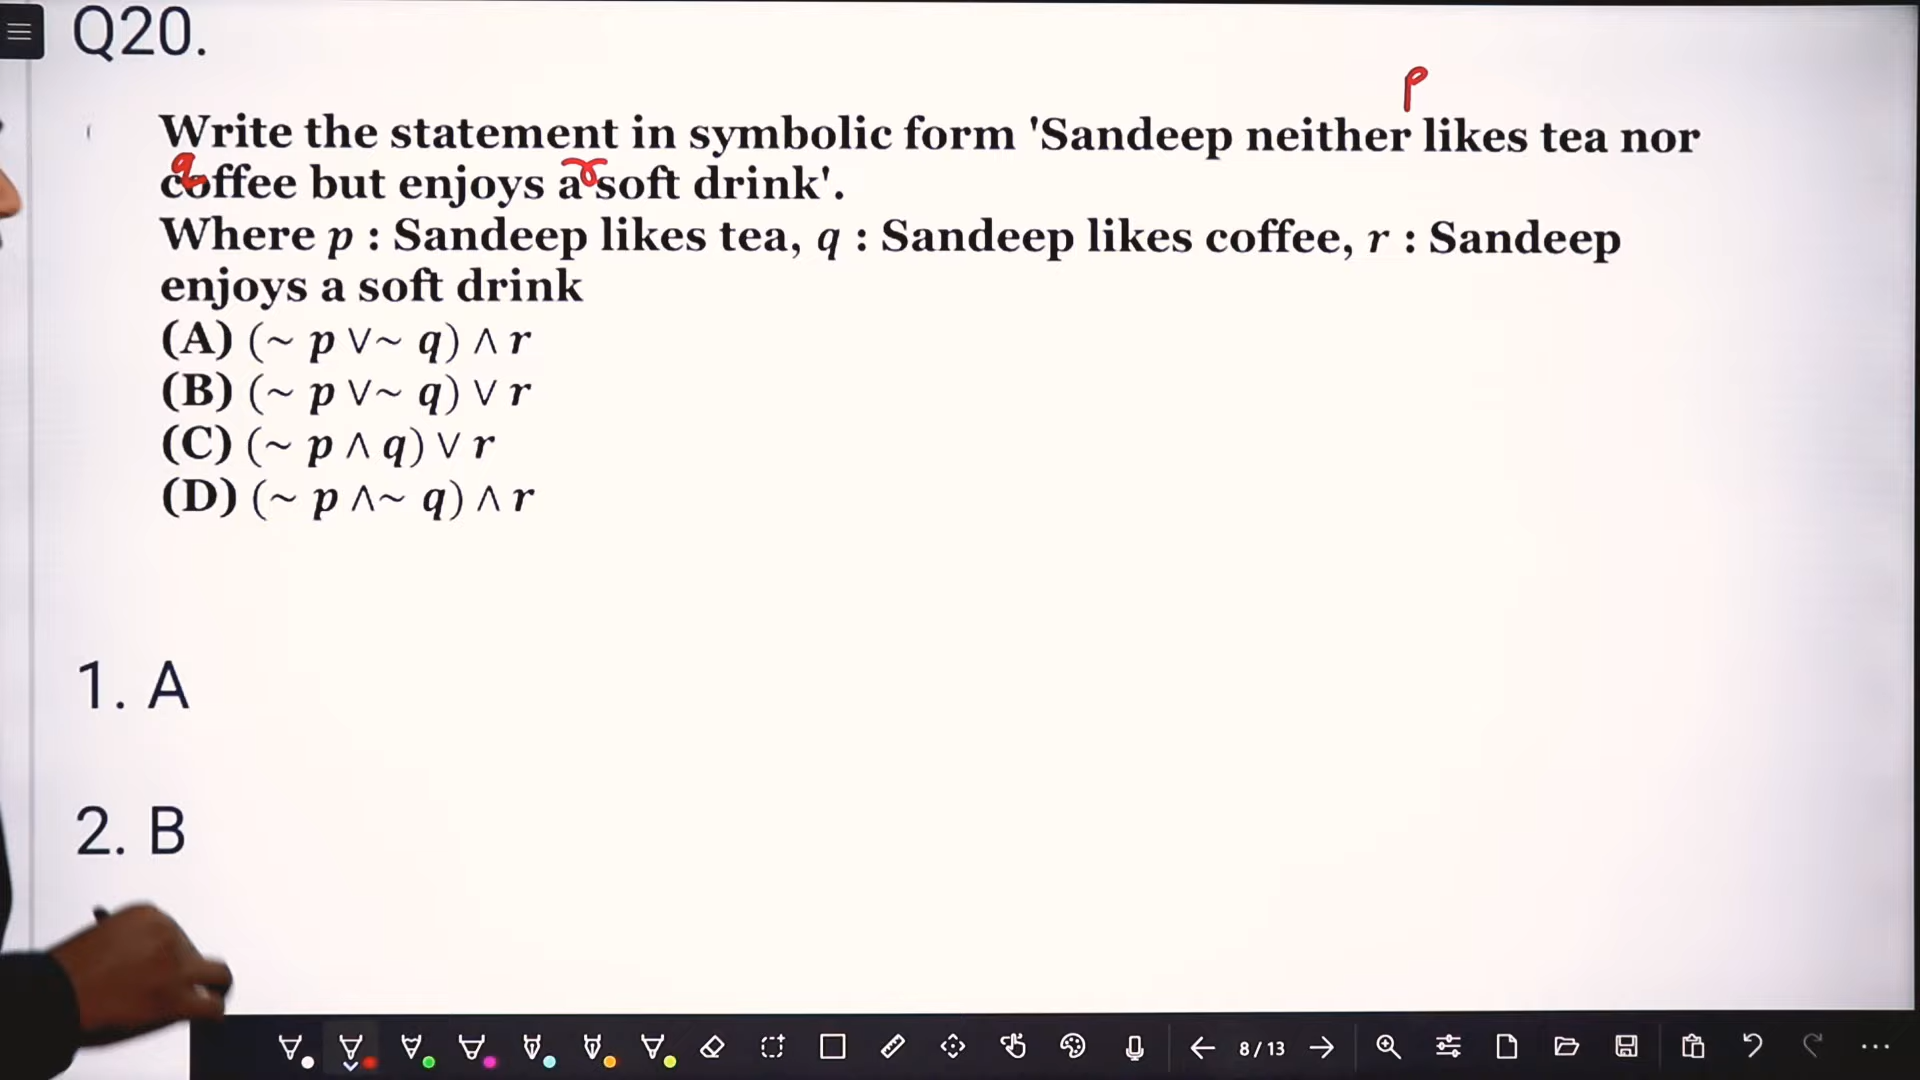 Q20.
p
Write the statement in symbolic form 'Sandeep neither likes tea nor
q r
coffee but enjoys a soft drink'.
Where p : Sandeep likes tea, q : Sandeep likes coffee, r : Sandeep
enjoys a soft drink
(A) (~ p ∨~ q) ∧ r
(B) (~ p ∨~ q) ∨ r
(C) (~ p ∧ q) ∨ r
(D) (~ p ∧~ q) ∧ r
1. A
2. B
8 / 13